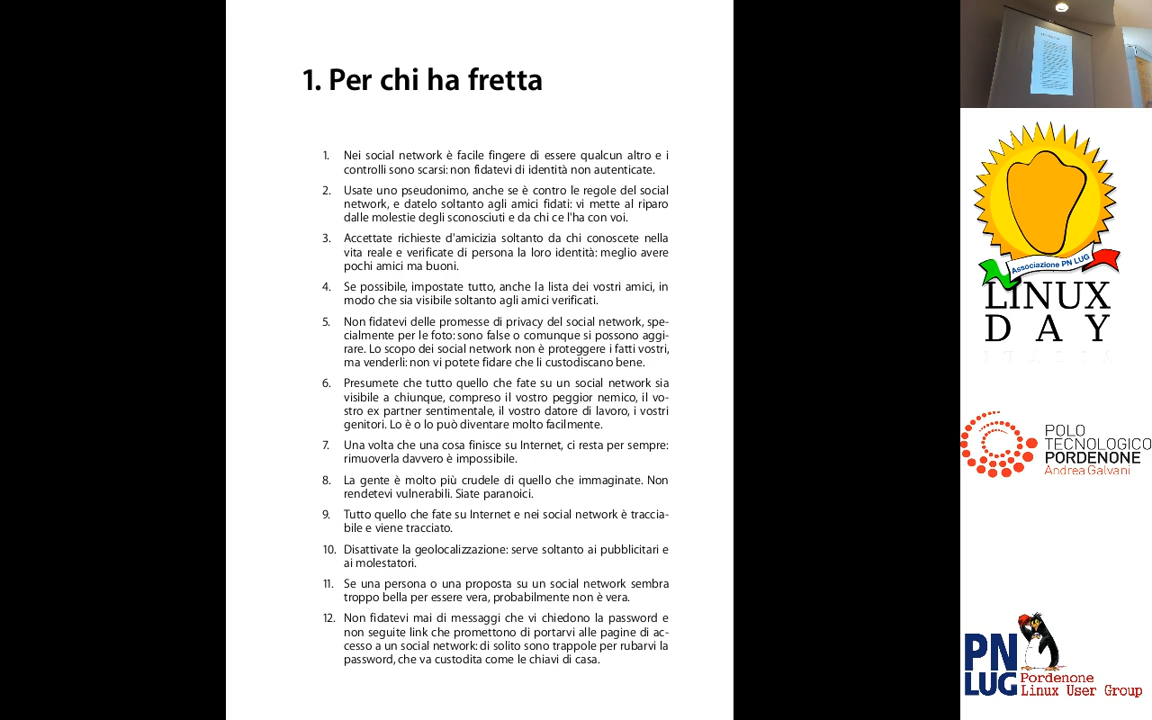 1. Per chi ha fretta
1. Nei social network è facile fingere di essere qualcun altro e i
controlli sono scarsi: non fidatevi di identità non autenticate.
2. Usate uno pseudonimo, anche se è contro le regole del social
network, e datelo soltanto agli amici fidati: vi mette al riparo
dalle molestie degli sconosciuti e da chi ce l'ha con voi.
3. Accettate richieste d'amicizia soltanto da chi conoscete nella
vita reale e verificate di persona la loro identità: meglio avere
pochi amici ma buoni.
4. Se possibile, impostate tutto, anche la lista dei vostri amici, in
modo che sia visibile soltanto agli amici verificati.
5. Non fidatevi delle promesse di privacy del social network, spe-
cialmente per le foto: sono false o comunque si possono aggi-
rare. Lo scopo dei social network non è proteggere i fatti vostri,
ma venderli: non vi potete fidare che li custodiscano bene.
6. Presumete che tutto quello che fate su un social network sia
visibile a chiunque, compreso il vostro peggior nemico, il vo-
stro ex partner sentimentale, il vostro datore di lavoro, i vostri
genitori. Lo è o lo può diventare molto facilmente.
7. Una volta che una cosa finisce su Internet, ci resta per sempre:
rimuoverla davvero è impossibile.
8. La gente è molto più crudele di quello che immaginate. Non
rendetevi vulnerabili. Siate paranoici.
9. Tutto quello che fate su Internet e nei social network è traccia-
bile e viene tracciato.
10. Disattivate la geolocalizzazione: serve soltanto ai pubblicitari e
ai molestatori.
11. Se una persona o una proposta su un social network sembra
troppo bella per essere vera, probabilmente non è vera.
12. Non fidatevi mai di messaggi che vi chiedono la password e
non seguite link che promettono di portarvi alle pagine di ac-
cesso a un social network: di solito sono trappole per rubarvi la
password, che va custodita come le chiavi di casa.
Associazione PN LUG
LINUX
DAY
POLO
TECNOLOGICO
PORDENONE
Andrea Galvani
PN
LUG
Pordenone
Linux User Group